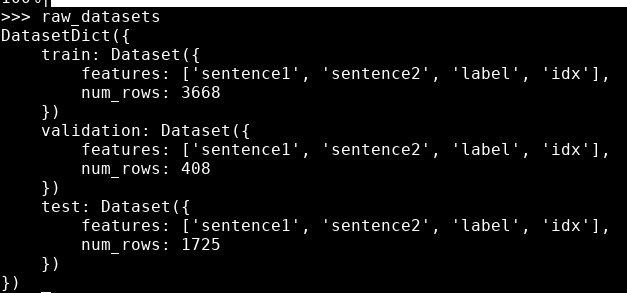 100%|
>>> raw_datasets
DatasetDict({
    train: Dataset({
        features: ['sentence1', 'sentence2', 'label', 'idx'],
        num_rows: 3668
    })
    validation: Dataset({
        features: ['sentence1', 'sentence2', 'label', 'idx'],
        num_rows: 408
    })
    test: Dataset({
        features: ['sentence1', 'sentence2', 'label', 'idx'],
        num_rows: 1725
    })
})